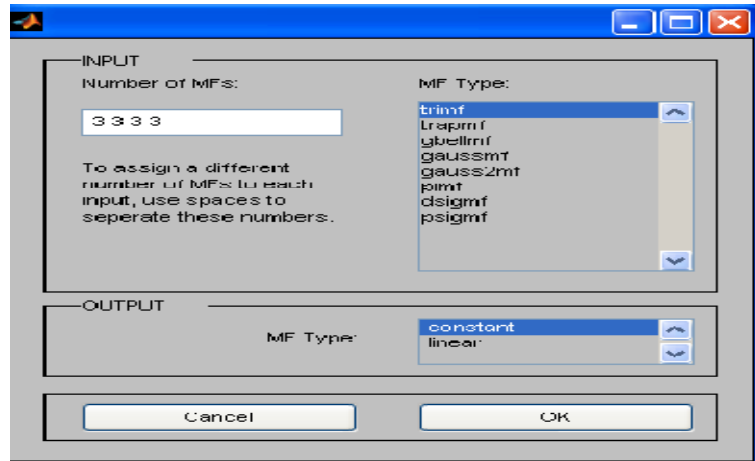 INPUT
Number of MFs:
3 3 3 3
To assign a different
number of MFs to each
input, use spaces to
seperate these numbers.
MF Type:
trimf
trapmf
gbellmf
gaussmf
gauss2mf
pimf
dsigmf
psigmf
OUTPUT
MF Type:
constant
linear
Cancel
OK